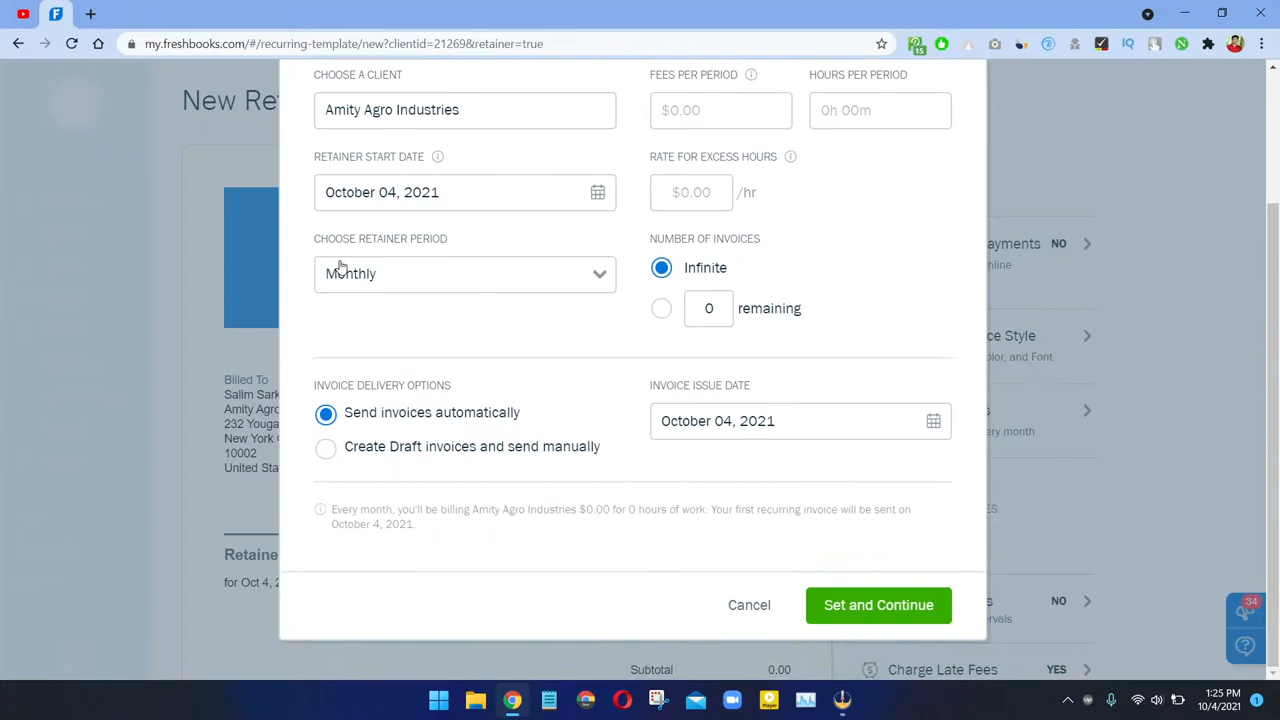 my.freshbooks.com/#/recurring-template/new?clientid=21269&retainer=true
15
New Ret
CHOOSE A CLIENT
FEES PER PERIOD
HOURS PER PERIOD
Amity Agro Industries
$0.00
0h 00m
RETAINER START DATE
RATE FOR EXCESS HOURS
October 04, 2021
$0.00 /hr
CHOOSE RETAINER PERIOD
NUMBER OF INVOICES
ayments NO
nline
Monthly
Infinite
0 remaining
ce Style
olor, and Font
Billed To
Salim Sark
Amity Agro
232 Youga
New York
10002
United Sta
INVOICE DELIVERY OPTIONS
INVOICE ISSUE DATE
Send invoices automatically
October 04, 2021
s
ery month
Create Draft invoices and send manually
Every month, you'll be billing Amity Agro Industries $0.00 for 0 hours of work. Your first recurring invoice will be sent on
October 4, 2021.
ES
Retaine
for Oct 4, 2
Cancel
Set and Continue
s NO
ervals
34
Subtotal 0.00
Charge Late Fees YES
Player
1:25 PM
10/4/2021
1